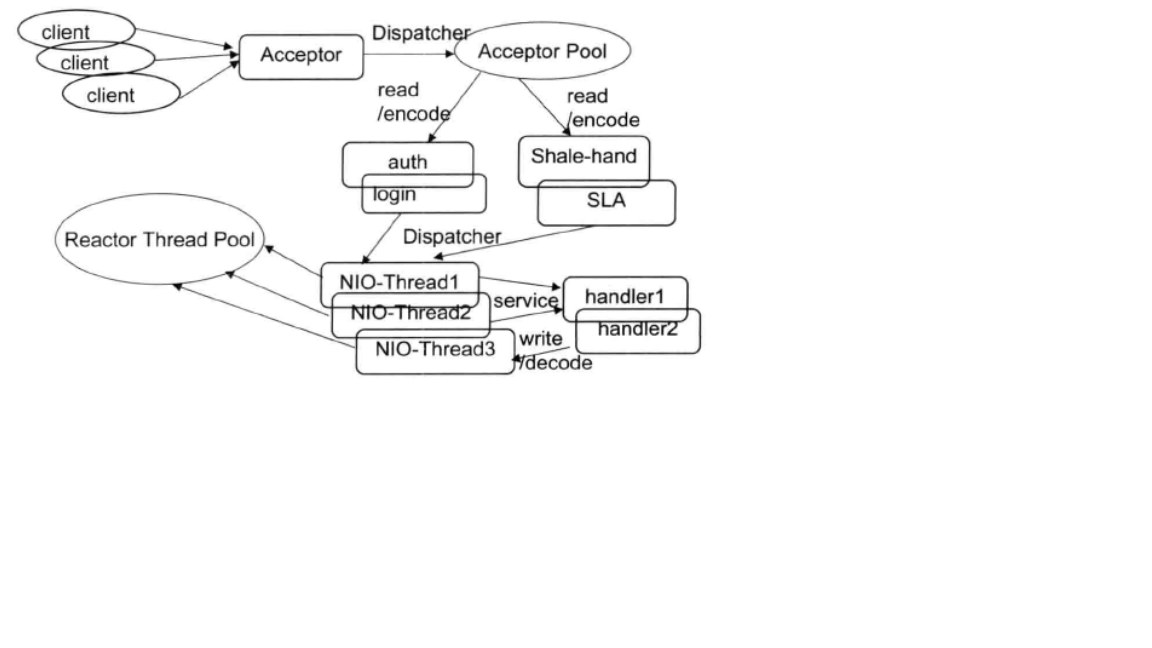 client
client
client
Acceptor
Dispatcher
Acceptor Pool
read
/encode
read
/encode
auth
login
Shale-hand
SLA
Reactor Thread Pool
Dispatcher
NIO-Thread1
NIO-Thread2
NIO-Thread3
service
handler1
handler2
write
/decode